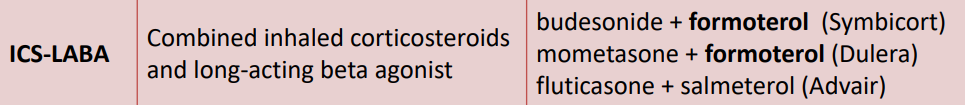 ICS-LABA
Combined inhaled corticosteroids
and long-acting beta agonist
budesonide + formoterol (Symbicort)
mometasone + formoterol (Dulera)
fluticasone + salmeterol (Advair)